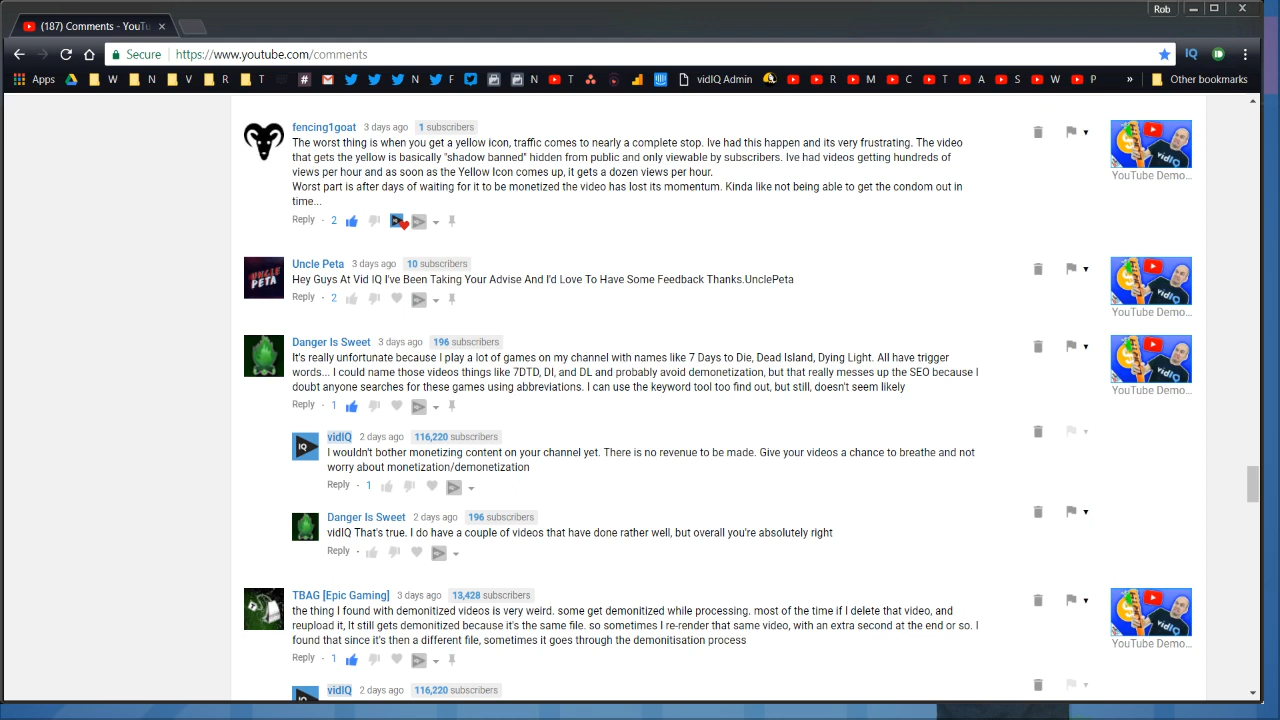 Rob
(187) Comments - YouTu
Secure
https://www.youtube.com/comments
IQ
Apps
W
N
V
R
T
#
N
F
N
T
vidIQ Admin
R
M
C
T
A
S
W
P
»
Other bookmarks
fencing1goat 3 days ago 1 subscribers
The worst thing is when you get a yellow icon, traffic comes to nearly a complete stop. Ive had this happen and its very frustrating. The video
that gets the yellow is basically "shadow banned" hidden from public and only viewable by subscribers. Ive had videos getting hundreds of
views per hour and as soon as the Yellow Icon comes up, it gets a dozen views per hour.
Worst part is after days of waiting for it to be monetized the video has lost its momentum. Kinda like not being able to get the condom out in
time...
Reply · 2
vidIQ
YouTube Demo...
UNCLE PETA
Uncle Peta 3 days ago 10 subscribers
Hey Guys At Vid IQ I've Been Taking Your Advise And I'd Love To Have Some Feedback Thanks.UnclePeta
Reply · 2
vidIQ
YouTube Demo...
Danger Is Sweet 3 days ago 196 subscribers
It's really unfortunate because I play a lot of games on my channel with names like 7 Days to Die, Dead Island, Dying Light. All have trigger
words... I could name those videos things like 7DTD, DI, and DL and probably avoid demonetization, but that really messes up the SEO because I
doubt anyone searches for these games using abbreviations. I can use the keyword tool too find out, but still, doesn't seem likely
Reply · 1
vidIQ
YouTube Demo...
IQ
vidIQ 2 days ago 116,220 subscribers
I wouldn't bother monetizing content on your channel yet. There is no revenue to be made. Give your videos a chance to breathe and not
worry about monetization/demonetization
Reply · 1
Danger Is Sweet 2 days ago 196 subscribers
vidIQ That's true. I do have a couple of videos that have done rather well, but overall you're absolutely right
Reply ·
TBAG [Epic Gaming] 3 days ago 13,428 subscribers
the thing I found with demonitized videos is very weird. some get demonitized while processing. most of the time if I delete that video, and
reupload it, It still gets demonitized because it's the same file. so sometimes I re-render that same video, with an extra second at the end or so. I
found that since it's then a different file, sometimes it goes through the demonitisation process
Reply · 1
vidIQ
YouTube Demo...
IQ
vidIQ 2 days ago 116,220 subscribers